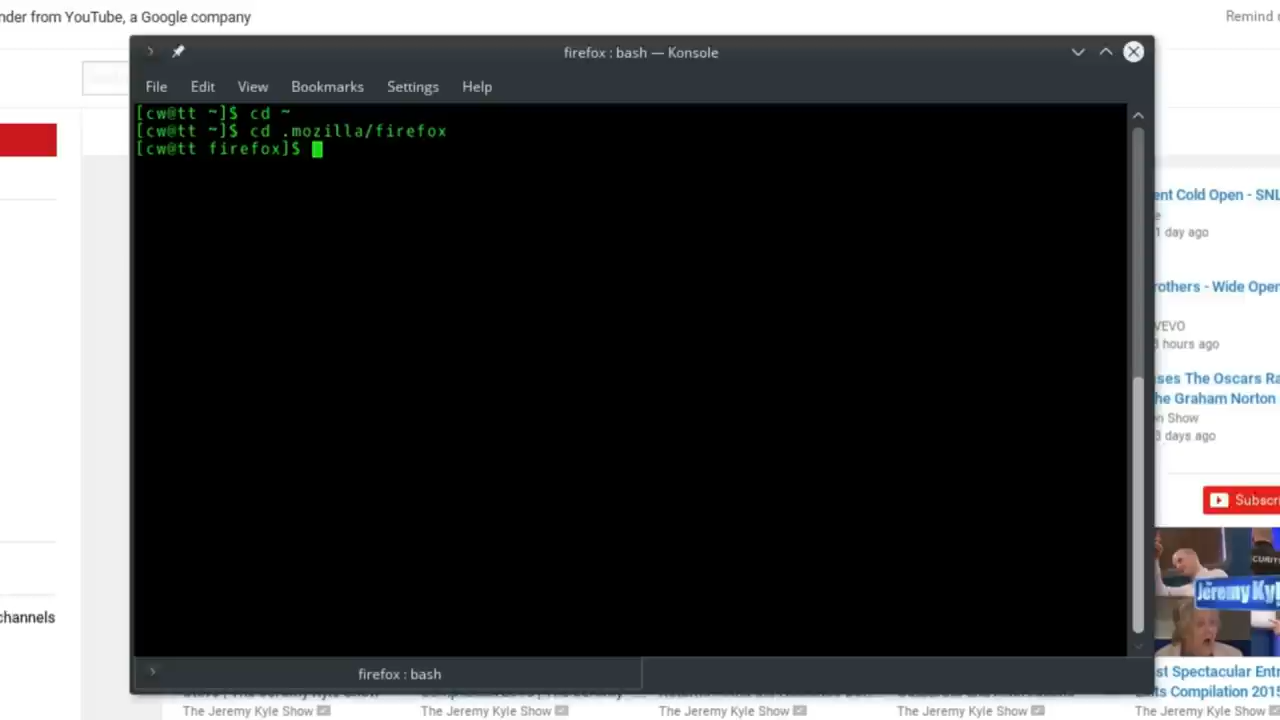 nder from YouTube, a Google company
Remind
firefox : bash — Konsole
File Edit View Bookmarks Settings Help
[cw@tt ~]$ cd ~
[cw@tt ~]$ cd .mozilla/firefox
[cw@tt firefox]$
ent Cold Open - SNL
e
1 day ago
rothers - Wide Open
VEVO
hours ago
ses The Oscars Ra
he Graham Norton
n Show
days ago
Subscri
CURIT
Jeremy Kyl
channels
firefox : bash
st Spectacular Entr
its Compilation 2015
The Jeremy Kyle Show
The Jeremy Kyle Show
The Jeremy Kyle Show
The Jeremy Kyle Show
The Jeremy Kyle Show